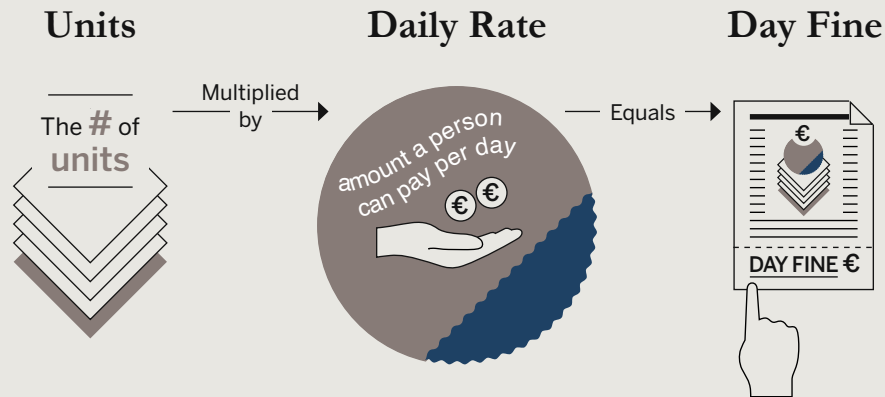 Units
Daily Rate
Day Fine
The # of
units
Multiplied
by
amount a person
can pay per day
€ €
Equals
€
DAY FINE €